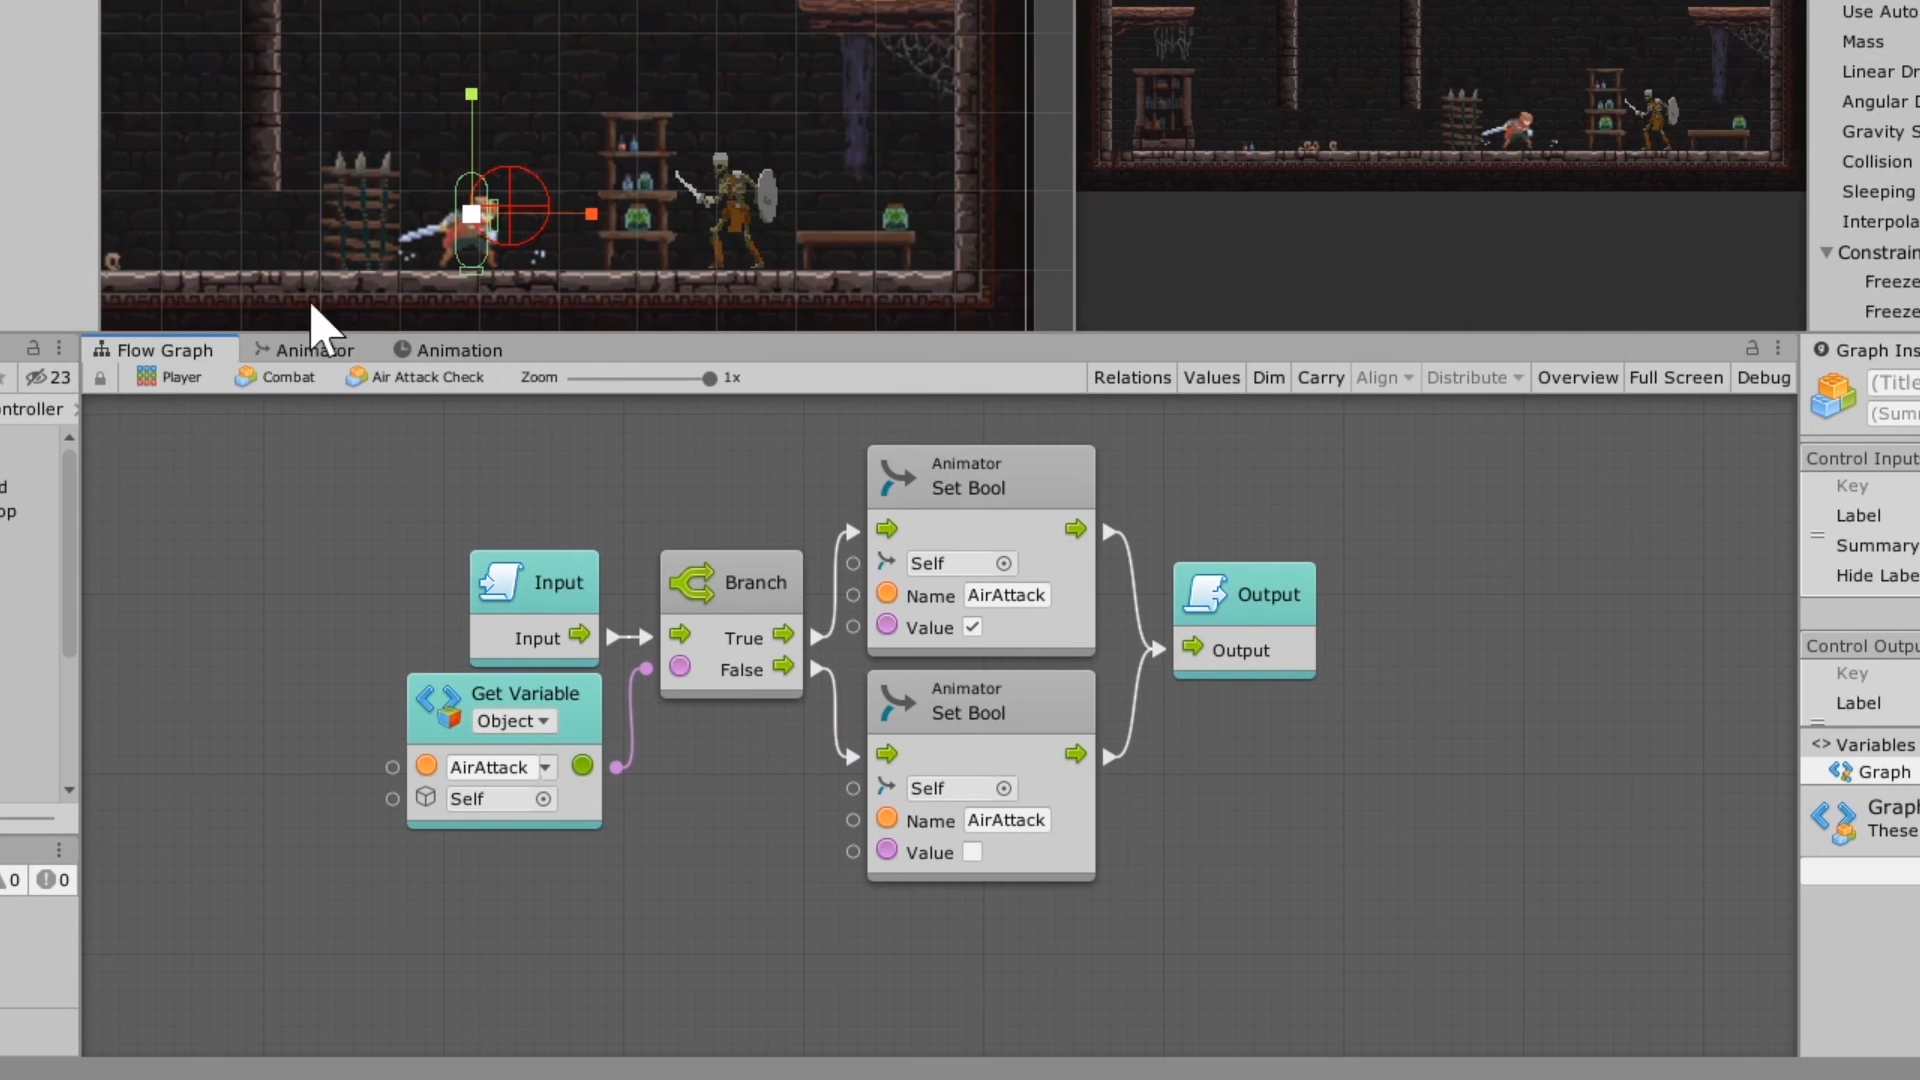 Use Auto
Mass
Linear Dr
Angular D
Gravity S
Collision
Sleeping
Interpola
Constrain
Freeze
Freeze
Flow Graph
Animator
Animation
23
Player
Combat
Air Attack Check
Zoom
1x
Relations
Values
Dim
Carry
Align
Distribute
Overview
Full Screen
Debug
ontroller
d
op
0
0
Input
Input
Get Variable
Object
AirAttack
Self
Branch
True
False
Animator
Set Bool
Self
Name AirAttack
Value
Animator
Set Bool
Self
Name AirAttack
Value
Output
Output
Graph Ins
(Title
(Sum
Control Input
Key
Label
Summary
Hide Labe
Control Outpu
Key
Label
<> Variables
Graph
Graph
These